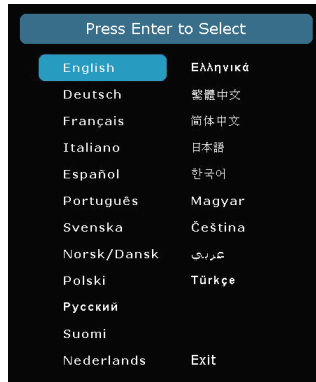 Press Enter to Select
English Ελληνικά
Deutsch 繁體中文
Français 简体中文
Italiano 日本語
Español 한국어
Português Magyar
Svenska Čeština
Norsk/Dansk عربي
Polski Türkçe
Русский
Suomi
Nederlands Exit